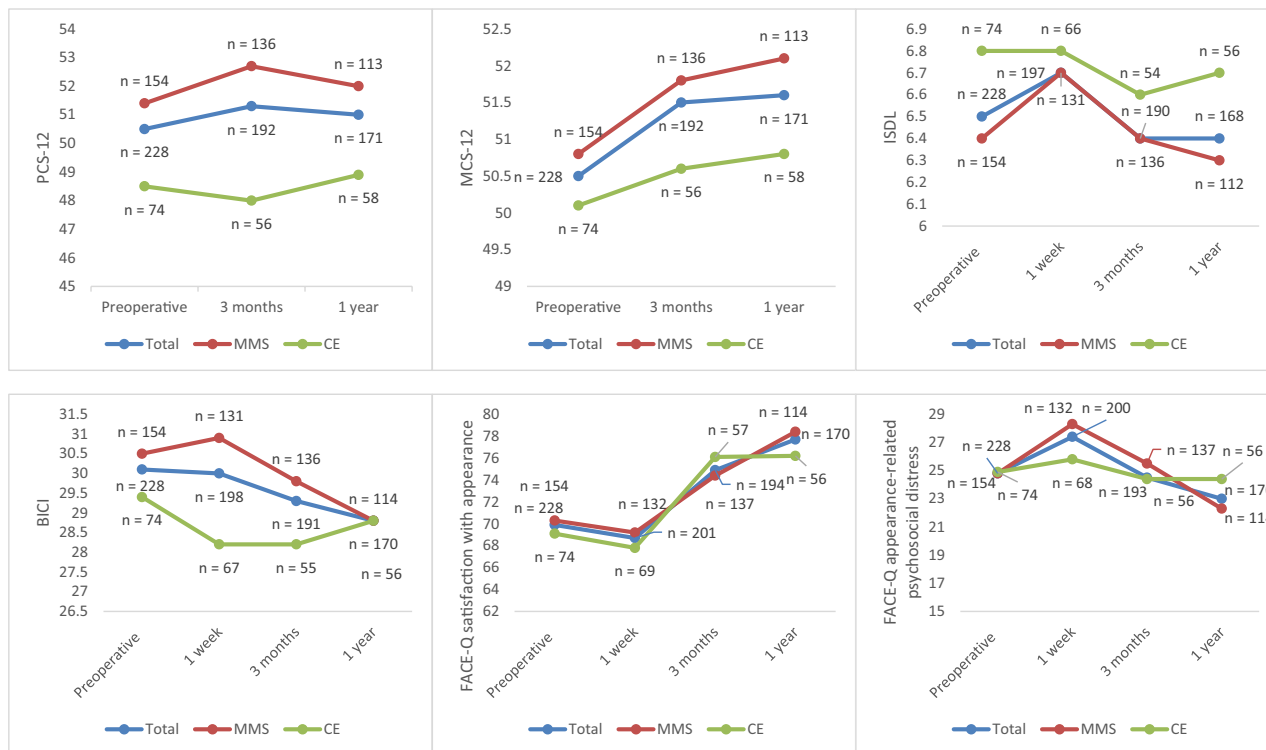 54
53
52
51
50
49
48
47
46
45
PCS-12
n = 154
n = 136
n = 113
n = 228
n = 192
n = 171
n = 74
n = 56
n = 58
Preoperative
3 months
1 year
Total
MMS
CE
52.5
52
51.5
51
50.5
50
49.5
49
MCS-12
n = 154
n = 136
n = 113
n = 228
n =192
n = 171
n = 74
n = 56
n = 58
Preoperative
3 months
1 year
Total
MMS
CE
6.9
6.8
6.7
6.6
6.5
6.4
6.3
6.2
6.1
6
ISDL
n = 74
n = 66
n = 54
n = 56
n = 228
n = 197
n = 131
n = 190
n = 168
n = 154
n = 136
n = 112
Preoperative
1 week
3 months
1 year
Total
MMS
CE
31.5
31
30.5
30
29.5
29
28.5
28
27.5
27
26.5
BICI
n = 154
n = 131
n = 136
n = 114
n = 228
n = 198
n = 191
n = 170
n = 74
n = 67
n = 55
n = 56
Preoperative
1 week
3 months
1 year
Total
MMS
CE
80
78
76
74
72
70
68
66
64
62
FACE-Q satisfaction with appearance
n = 154
n = 228
n = 74
n = 132
n = 201
n = 69
n = 57
n = 194
n = 137
n = 114
n = 170
n = 56
Preoperative
1 week
3 months
1 year
Total
MMS
CE
29
27
25
23
21
19
17
15
FACE-Q appearance-related
psychosocial distress
n = 228
n = 154
n = 74
n = 132
n = 200
n = 68
n = 137
n = 193
n = 56
n = 56
n =
n =
Preoperative
1 week
3 months
1 year
Total
MMS
CE